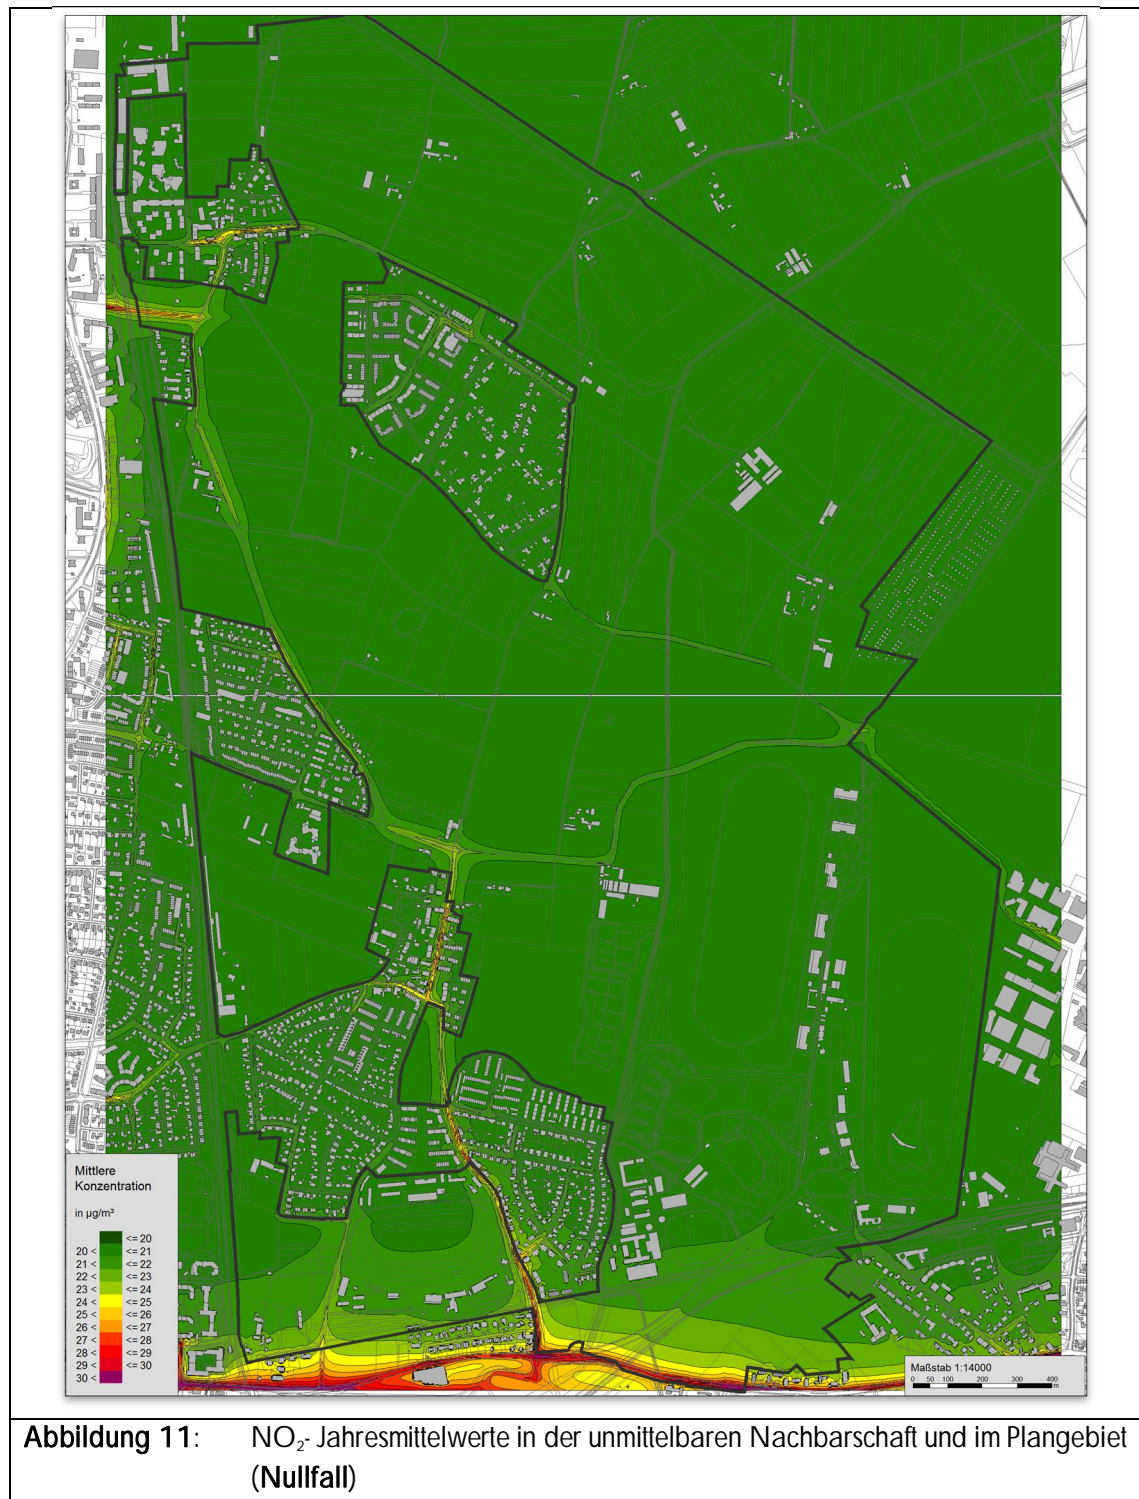 Mittlere
Konzentration
in µg/m³
<= 20
20 < <= 21
21 < <= 22
22 < <= 23
23 < <= 24
24 < <= 25
25 < <= 26
26 < <= 27
27 < <= 28
28 < <= 29
29 < <= 30
30 <
Maßstab 1:14000
0 50 100 200 300 400
m
Abbildung 11: NO₂- Jahresmittelwerte in der unmittelbaren Nachbarschaft und im Plangebiet
(Nullfall)